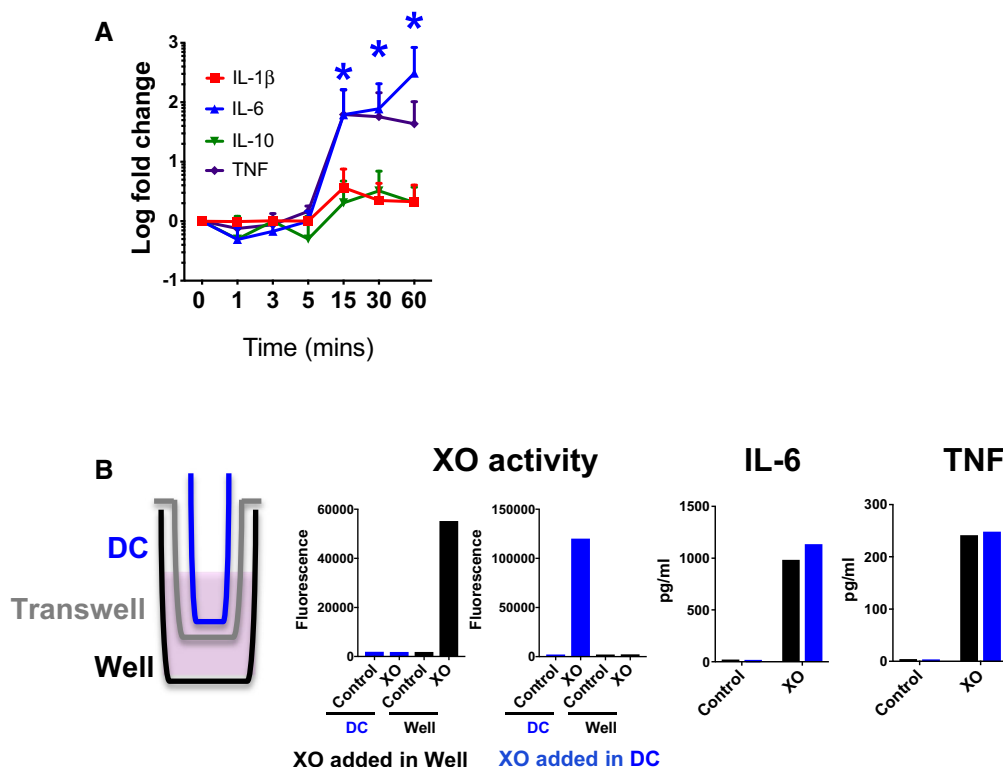 A
Log fold change
3
2
1
0
-1
IL-1β
IL-6
IL-10
TNF
* * *
0 1 3 5 15 30 60
Time (mins)
B
DC
Transwell
Well
XO activity
Fluorescence
60000
40000
20000
0
Control XO Control XO
DC Well
XO added in Well
Fluorescence
150000
100000
50000
0
Control XO Control XO
DC Well
XO added in DC
IL-6
pg/ml
1500
1000
500
0
Control XO
TNF
pg/ml
300
200
100
0
Control XO